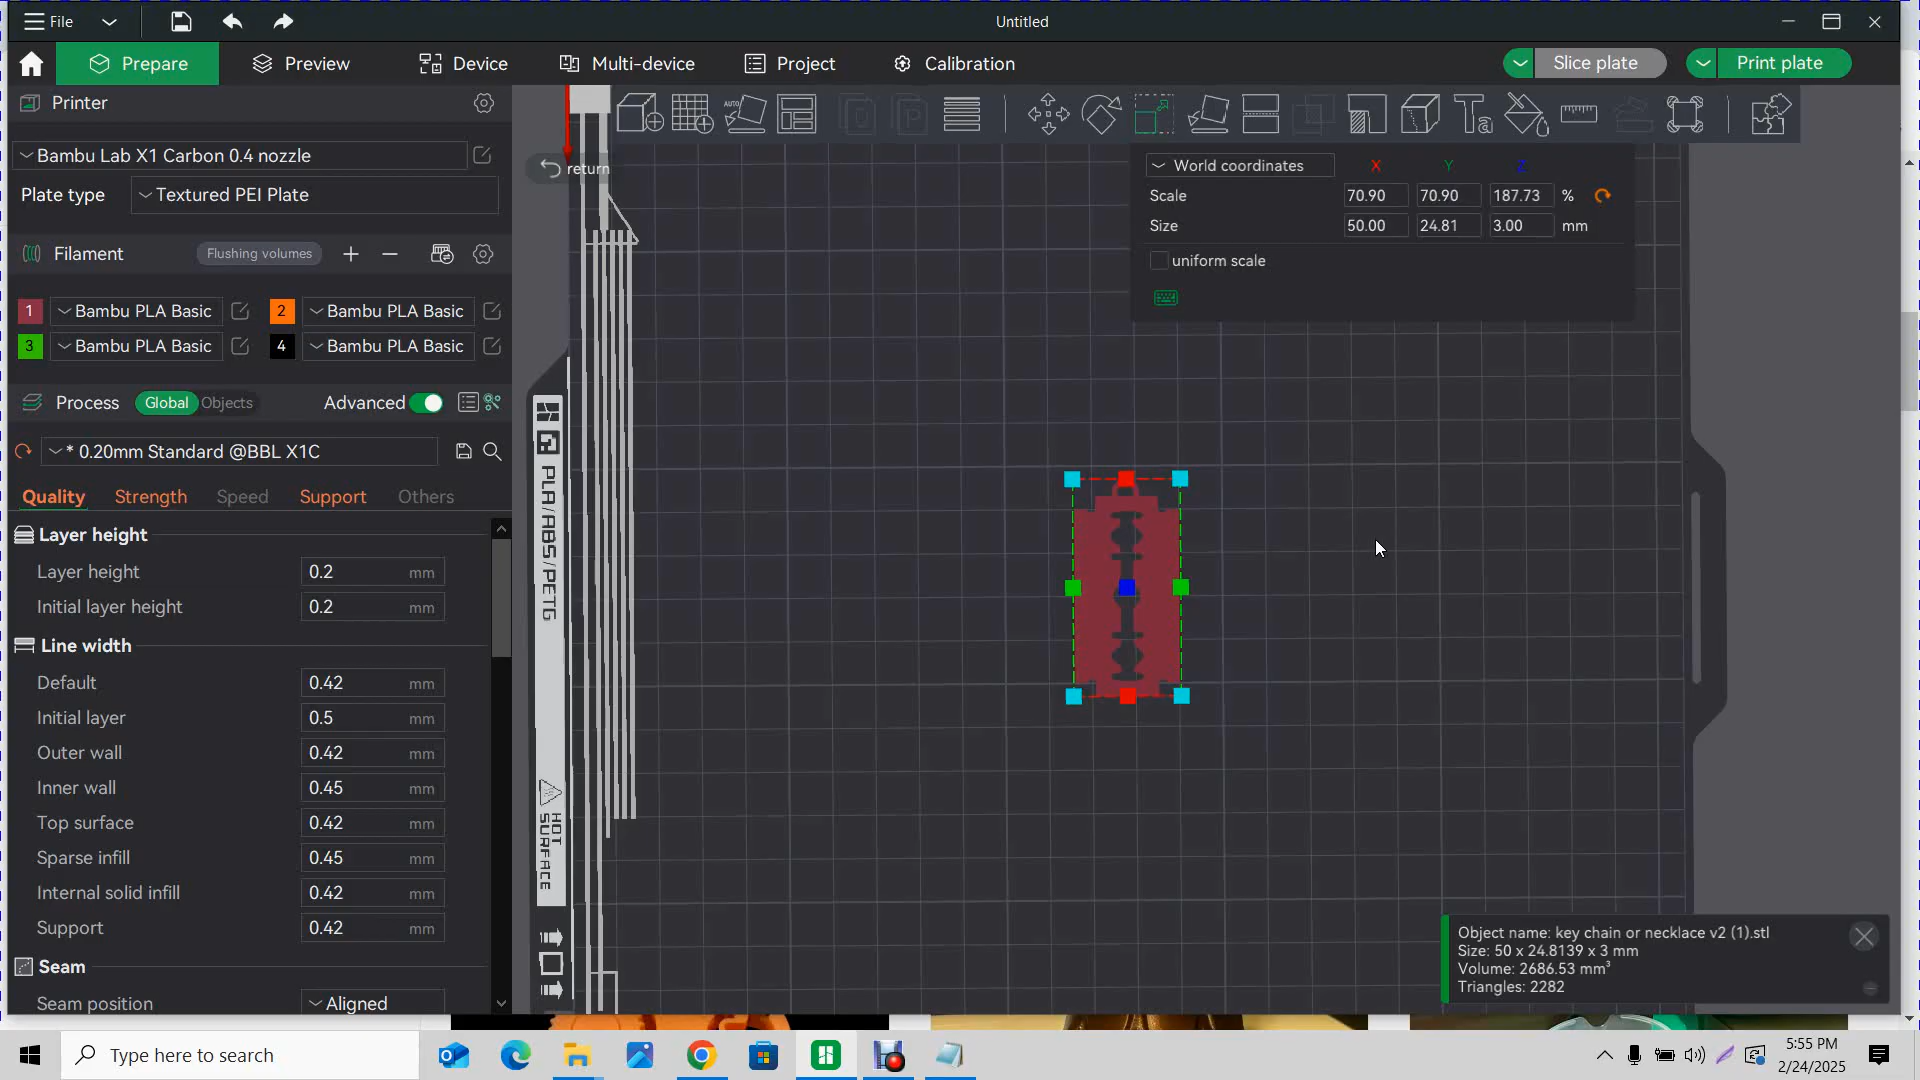 File
Untitled
Prepare
Preview
Device
Multi-device
Project
Calibration
Slice plate
Print plate
Printer
Bambu Lab X1 Carbon 0.4 nozzle
Plate type
Textured PEI Plate
Filament
Flushing volumes
1 Bambu PLA Basic
2 Bambu PLA Basic
3 Bambu PLA Basic
4 Bambu PLA Basic
Process
Global
Objects
Advanced
* 0.20mm Standard @BBL X1C
Quality
Strength
Speed
Support
Others
Layer height
Layer height 0.2 mm
Initial layer height 0.2 mm
Line width
Default 0.42 mm
Initial layer 0.5 mm
Outer wall 0.42 mm
Inner wall 0.45 mm
Top surface 0.42 mm
Sparse infill 0.45 mm
Internal solid infill 0.42 mm
Support 0.42 mm
Seam
Seam position Aligned
AUTO
return
World coordinates X Y Z
Scale 70.90 70.90 187.73 %
Size 50.00 24.81 3.00 mm
uniform scale
PLA/ABS/PETG
HOT
SURFACE
Object name: key chain or necklace v2 (1).stl
Size: 50 x 24.8139 x 3 mm
Volume: 2686.53 mm³
Triangles: 2282
Type here to search
5:55 PM
2/24/2025